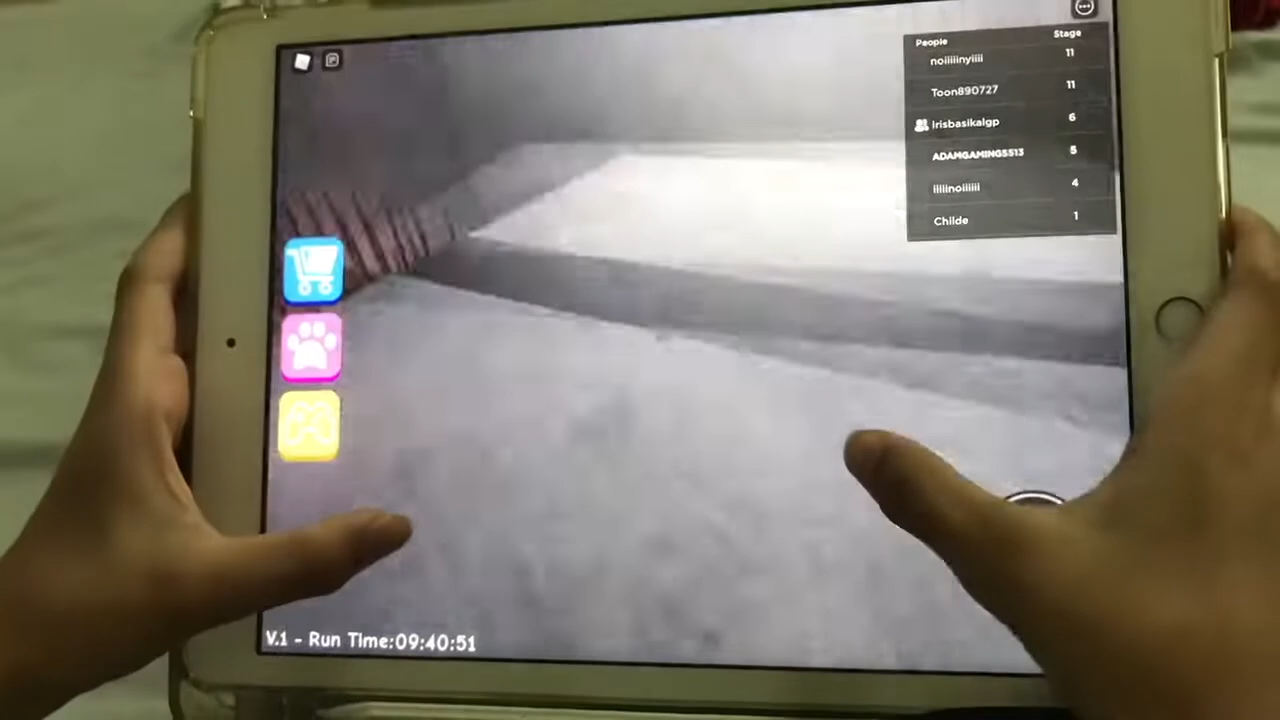 People Stage
noiiiiinyiiii 11
Toon890727 11
Irisbasikalgp 6
ADAMGAMING5513 5
iiiiinoiiiiii 4
Childe 1
V.1 - Run Time:09:40:51